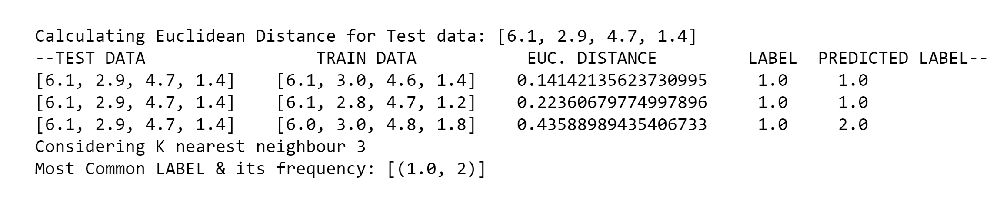 Calculating Euclidean Distance for Test data: [6.1, 2.9, 4.7, 1.4]
--TEST DATA                 TRAIN DATA           EUC. DISTANCE         LABEL  PREDICTED LABEL--
[6.1, 2.9, 4.7, 1.4]    [6.1, 3.0, 4.6, 1.4]    0.14142135623730995     1.0     1.0
[6.1, 2.9, 4.7, 1.4]    [6.1, 2.8, 4.7, 1.2]    0.22360679774997896     1.0     1.0
[6.1, 2.9, 4.7, 1.4]    [6.0, 3.0, 4.8, 1.8]    0.43588989435406733     1.0     2.0
Considering K nearest neighbour 3
Most Common LABEL & its frequency: [(1.0, 2)]